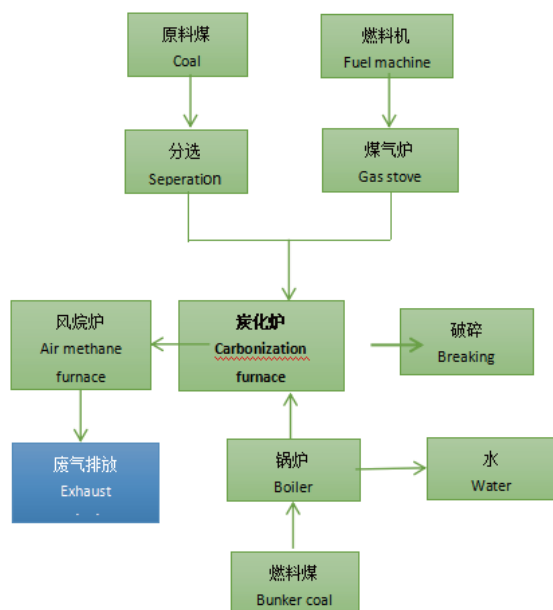 原料煤
Coal
燃料机
Fuel machine
分选
Seperation
煤气炉
Gas stove
风烷炉
Air methane
furnace
炭化炉
Carbonization
furnace
破碎
Breaking
废气排放
Exhaust
锅炉
Boiler
水
Water
燃料煤
Bunker coal